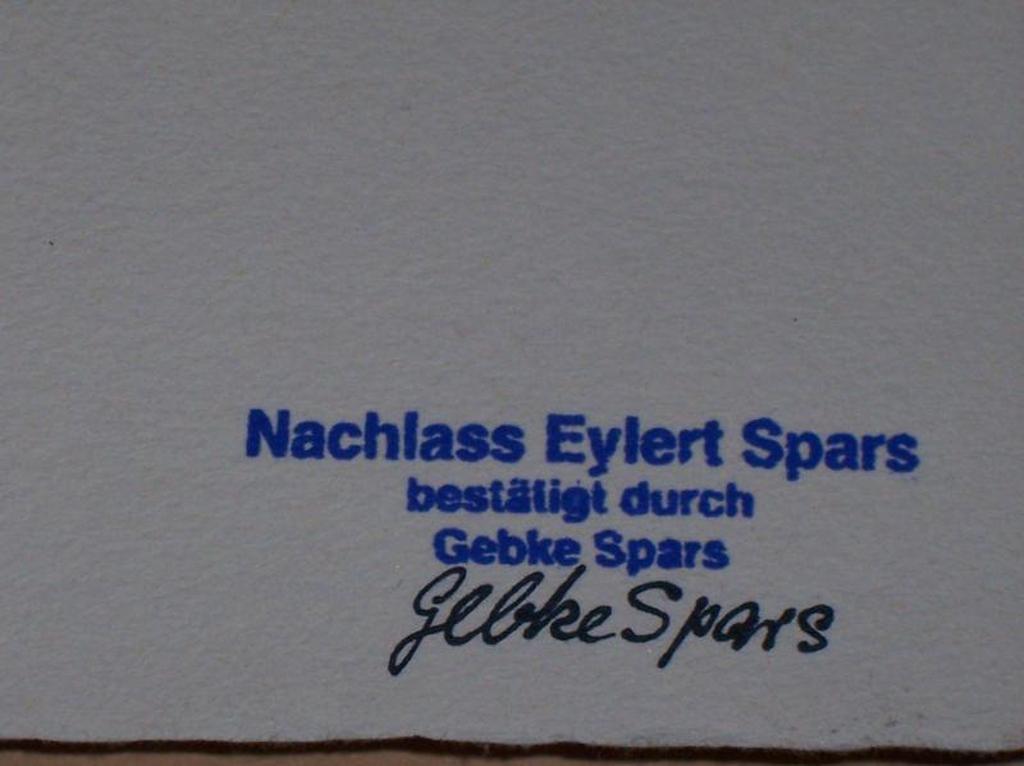 Nachlass Eylert Spars
bestätigt durch
Gebke Spars
Gebke Spars